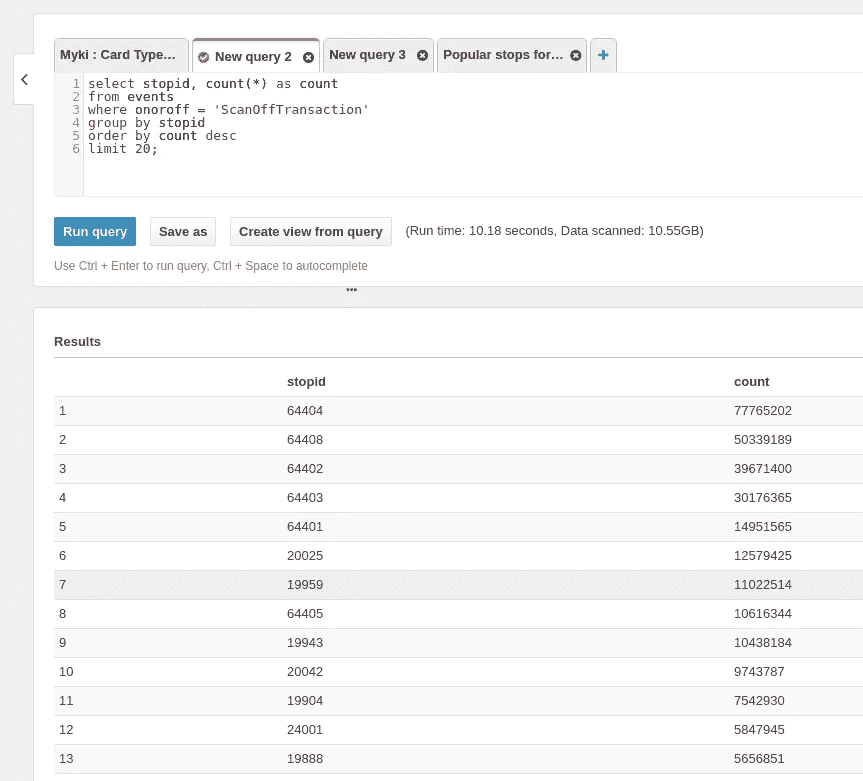 Myki : Card Type... New query 2 New query 3 Popular stops for...
1 select stopid, count(*) as count
2 from events
3 where onoroff = 'ScanOffTransaction'
4 group by stopid
5 order by count desc
6 limit 20;
Run query Save as Create view from query (Run time: 10.18 seconds, Data scanned: 10.55GB)
Use Ctrl + Enter to run query, Ctrl + Space to autocomplete
Results
stopid count
1 64404 77765202
2 64408 50339189
3 64402 39671400
4 64403 30176365
5 64401 14951565
6 20025 12579425
7 19959 11022514
8 64405 10616344
9 19943 10438184
10 20042 9743787
11 19904 7542930
12 24001 5847945
13 19888 5656851